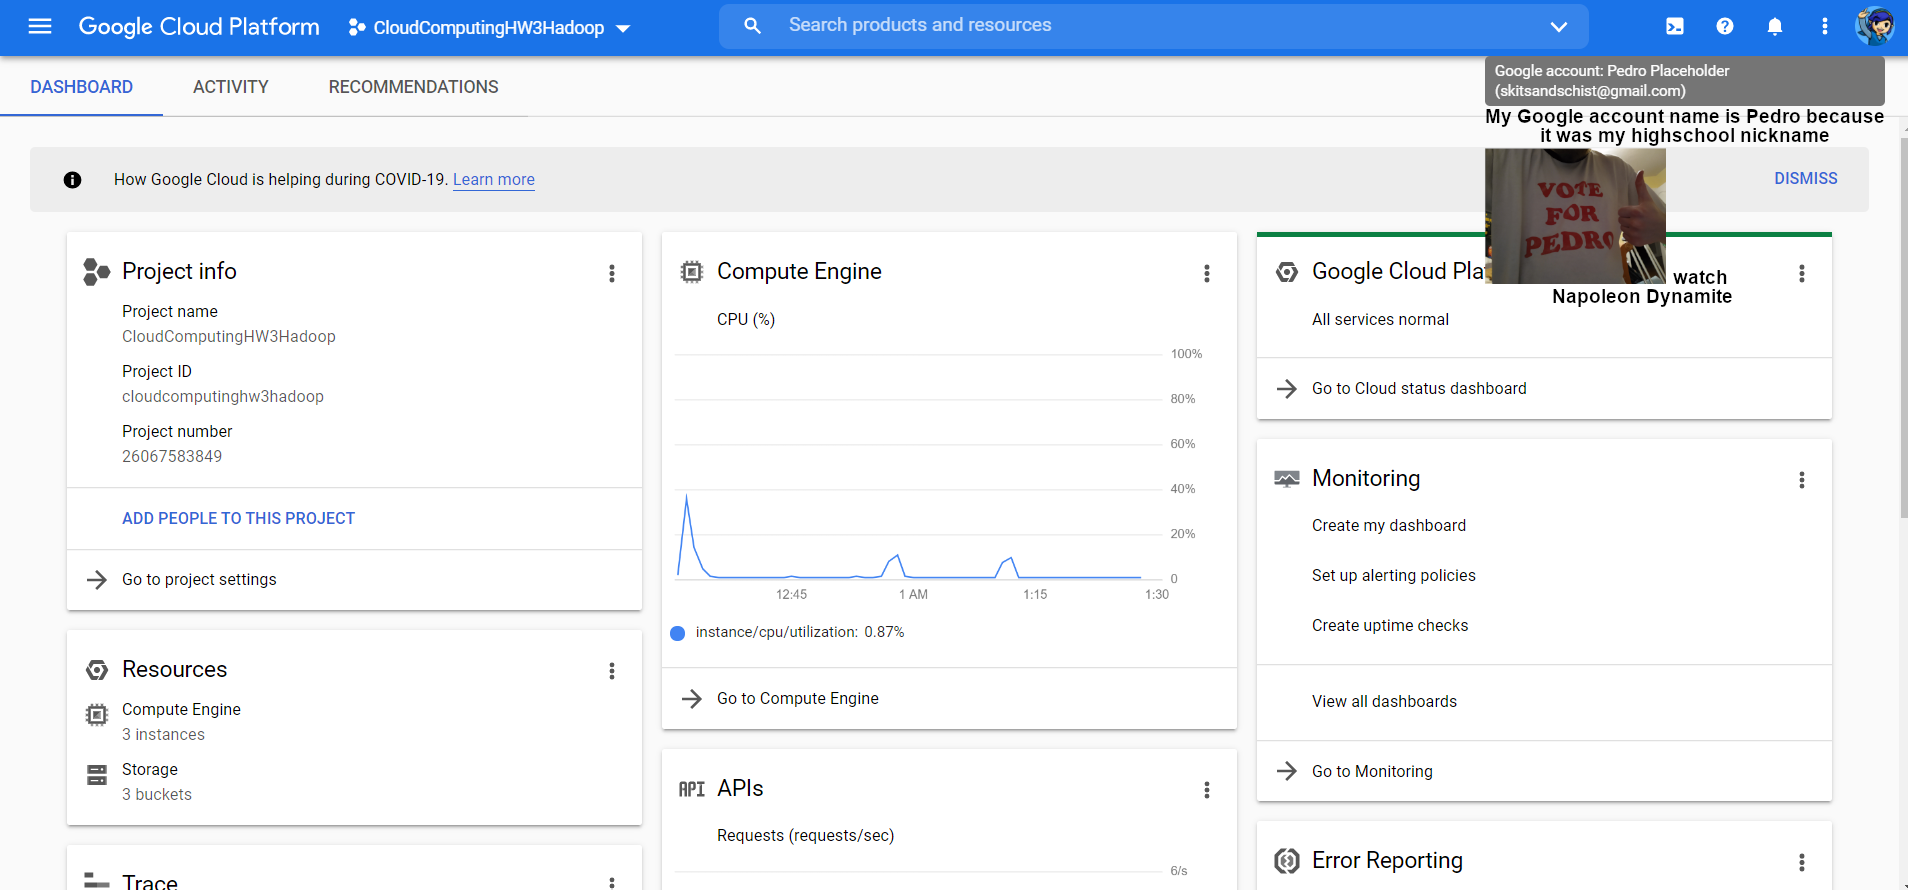 Google Cloud Platform
CloudComputingHW3Hadoop
Search products and resources
DASHBOARD
ACTIVITY
RECOMMENDATIONS
Google account: Pedro Placeholder
(skitsandschist@gmail.com)
My Google account name is Pedro because
it was my highschool nickname
How Google Cloud is helping during COVID-19. Learn more
DISMISS
VOTE
FOR
PEDRO
watch
Napoleon Dynamite
Project info
Project name
CloudComputingHW3Hadoop
Project ID
cloudcomputinghw3hadoop
Project number
26067583849
ADD PEOPLE TO THIS PROJECT
Go to project settings
Resources
Compute Engine
3 instances
Storage
3 buckets
Trace
Compute Engine
CPU (%)
100%
80%
60%
40%
20%
0
12:45
1 AM
1:15
1:30
instance/cpu/utilization: 0.87%
Go to Compute Engine
API
APIs
Requests (requests/sec)
6/s
Google Cloud Pla
All services normal
Go to Cloud status dashboard
Monitoring
Create my dashboard
Set up alerting policies
Create uptime checks
View all dashboards
Go to Monitoring
Error Reporting